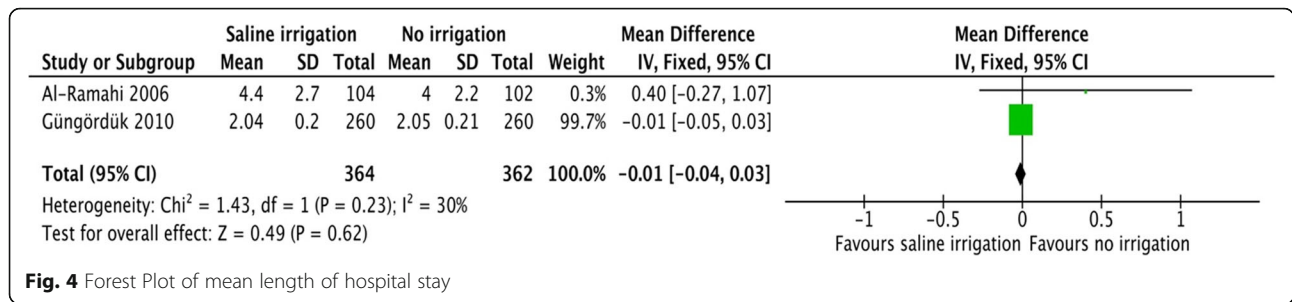 Saline irrigation No irrigation Mean Difference Mean Difference
Study or Subgroup Mean SD Total Mean SD Total Weight IV, Fixed, 95% CI IV, Fixed, 95% CI
Al-Ramahi 2006 4.4 2.7 104 4 2.2 102 0.3% 0.40 [-0.27, 1.07]
Güngördük 2010 2.04 0.2 260 2.05 0.21 260 99.7% -0.01 [-0.05, 0.03]
Total (95% CI) 364 362 100.0% -0.01 [-0.04, 0.03]
Heterogeneity: Chi² = 1.43, df = 1 (P = 0.23); I² = 30%
Test for overall effect: Z = 0.49 (P = 0.62)
-1 -0.5 0 0.5 1
Favours saline irrigation Favours no irrigation
Fig. 4 Forest Plot of mean length of hospital stay